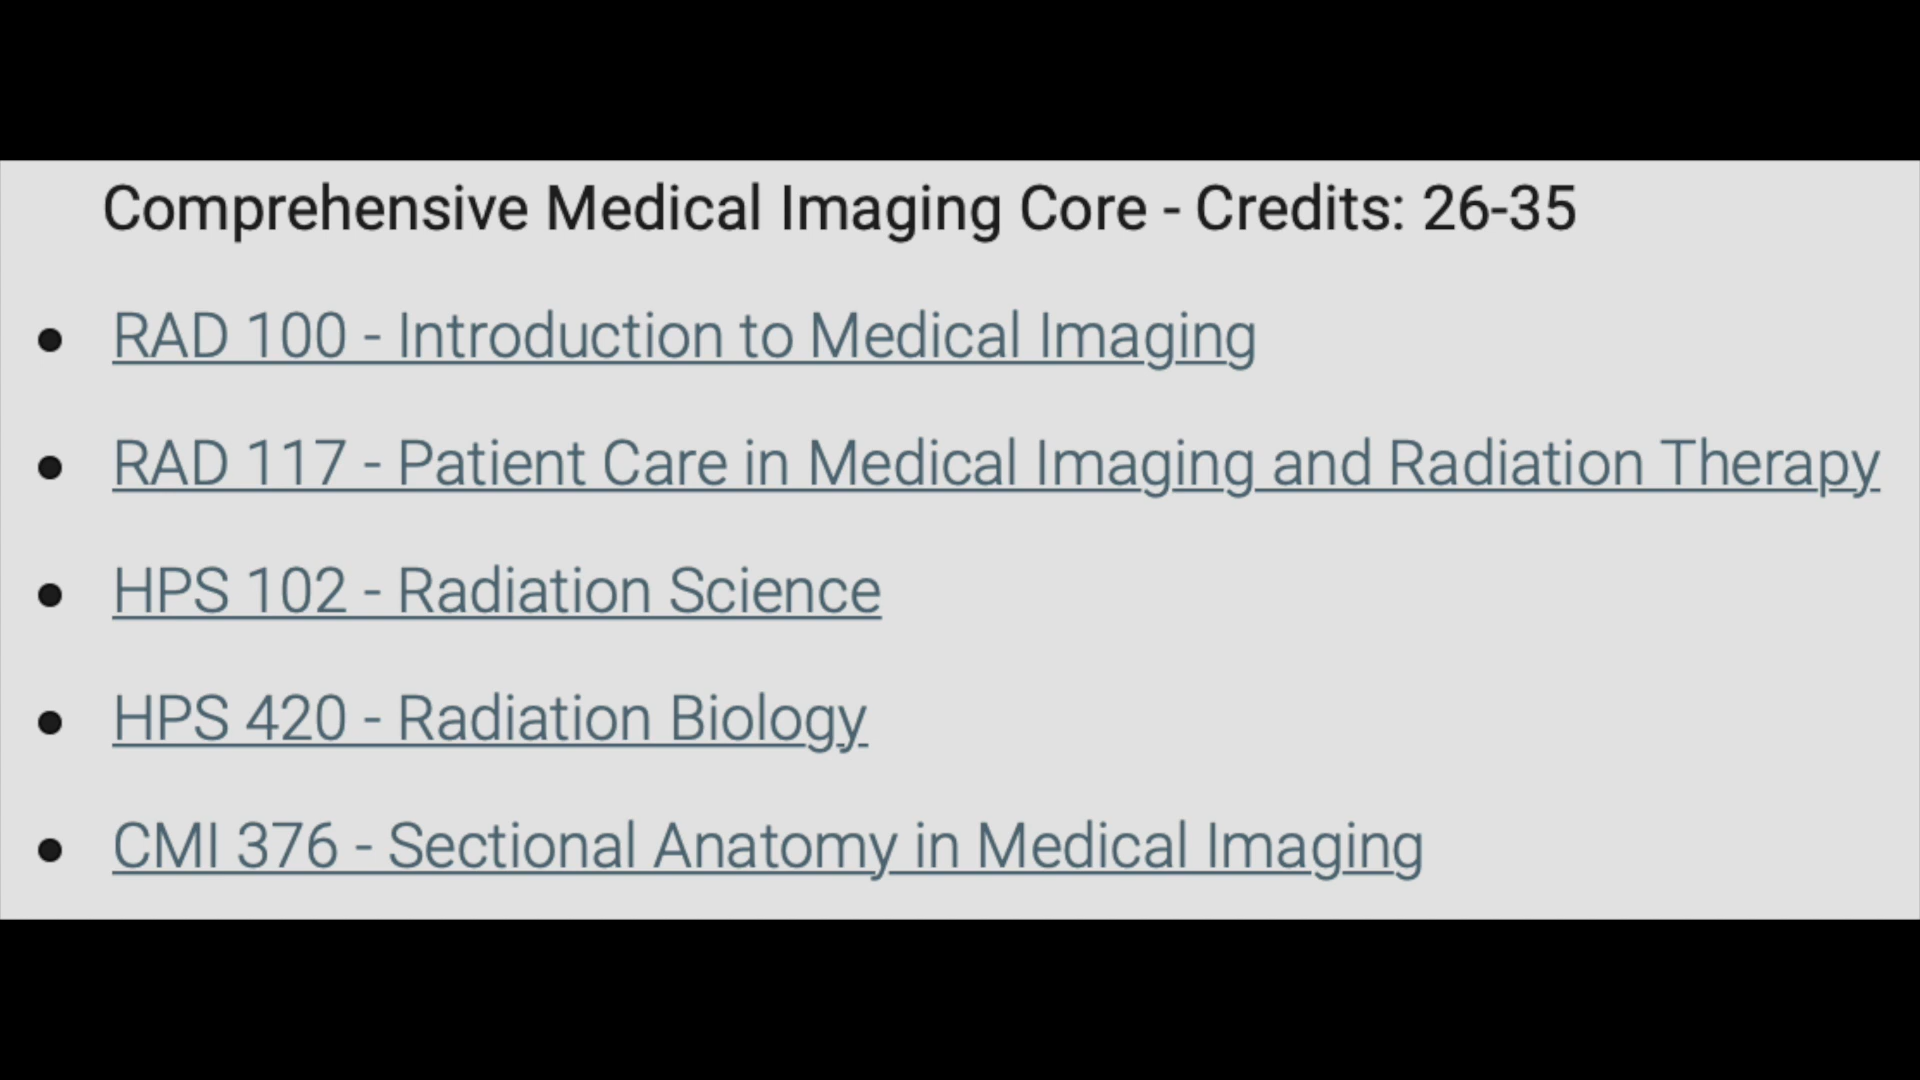 Comprehensive Medical Imaging Core - Credits: 26-35
• RAD 100 - Introduction to Medical Imaging
• RAD 117 - Patient Care in Medical Imaging and Radiation Therapy
• HPS 102 - Radiation Science
• HPS 420 - Radiation Biology
• CMI 376 - Sectional Anatomy in Medical Imaging